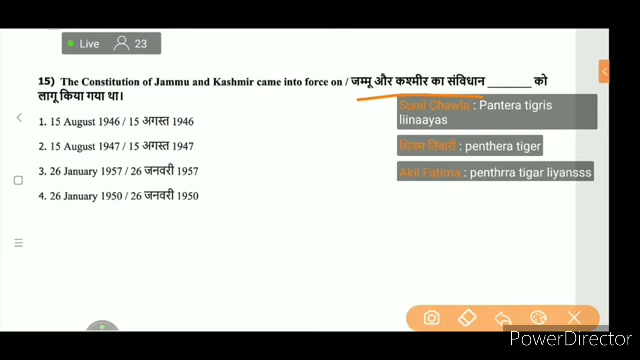 Live 23
15) The Constitution of Jammu and Kashmir came into force on / जम्मू और कश्मीर का संविधान ________ को
लागू किया गया था।
Sunil Chawla : Pantera tigris
liinaayas
1. 15 August 1946 / 15 अगस्त 1946
2. 15 August 1947 / 15 अगस्त 1947
शिवम तिवारी : penthera tiger
3. 26 January 1957 / 26 जनवरी 1957
Akil Fatima : penthrra tigar liyansss
4. 26 January 1950 / 26 जनवरी 1950
PowerDirector